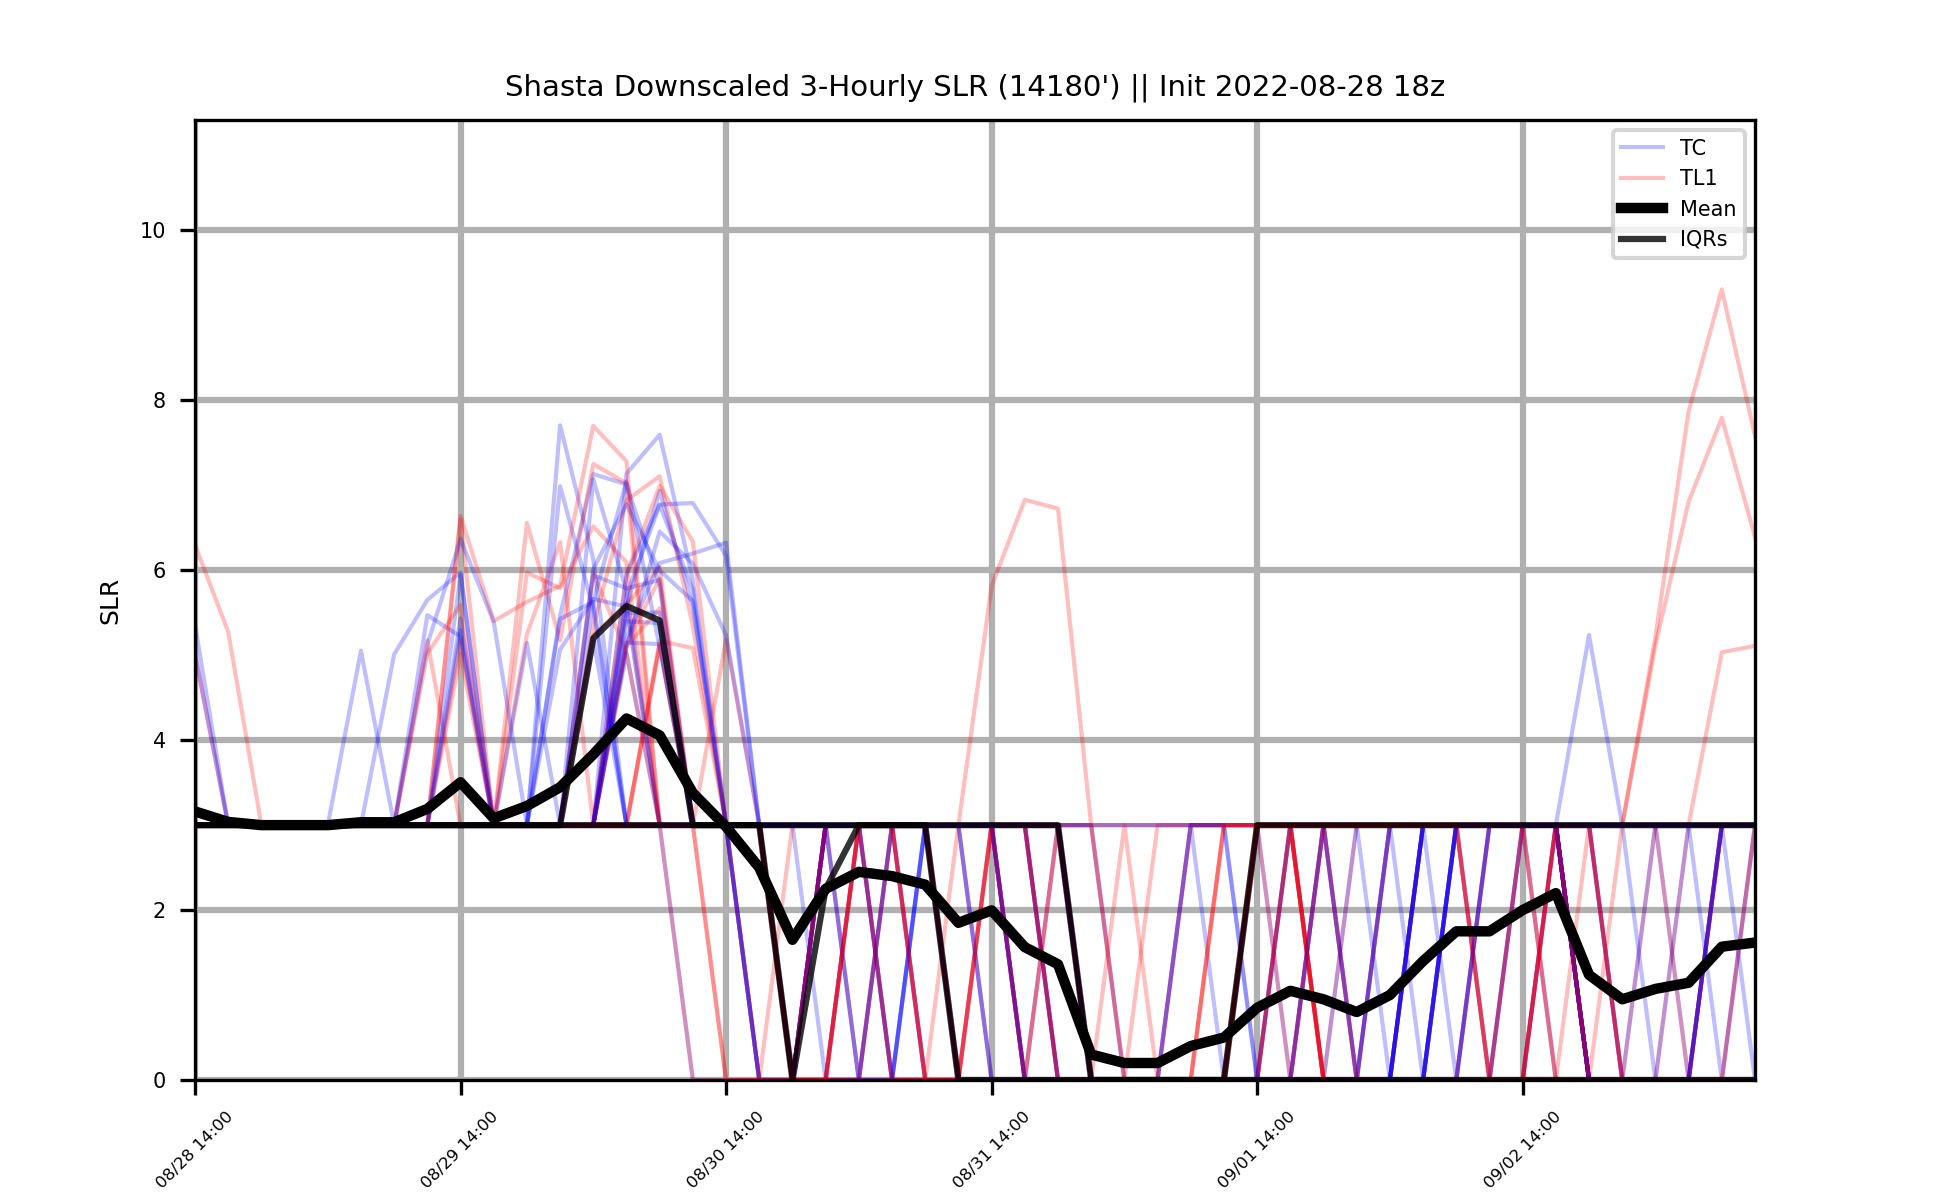 Shasta Downscaled 3-Hourly SLR (14180') || Init 2022-08-28 18z
TC
TL1
Mean
IQRs
SLR
10
8
6
4
2
0
08/28 14:00
08/29 14:00
08/30 14:00
08/31 14:00
09/01 14:00
09/02 14:00